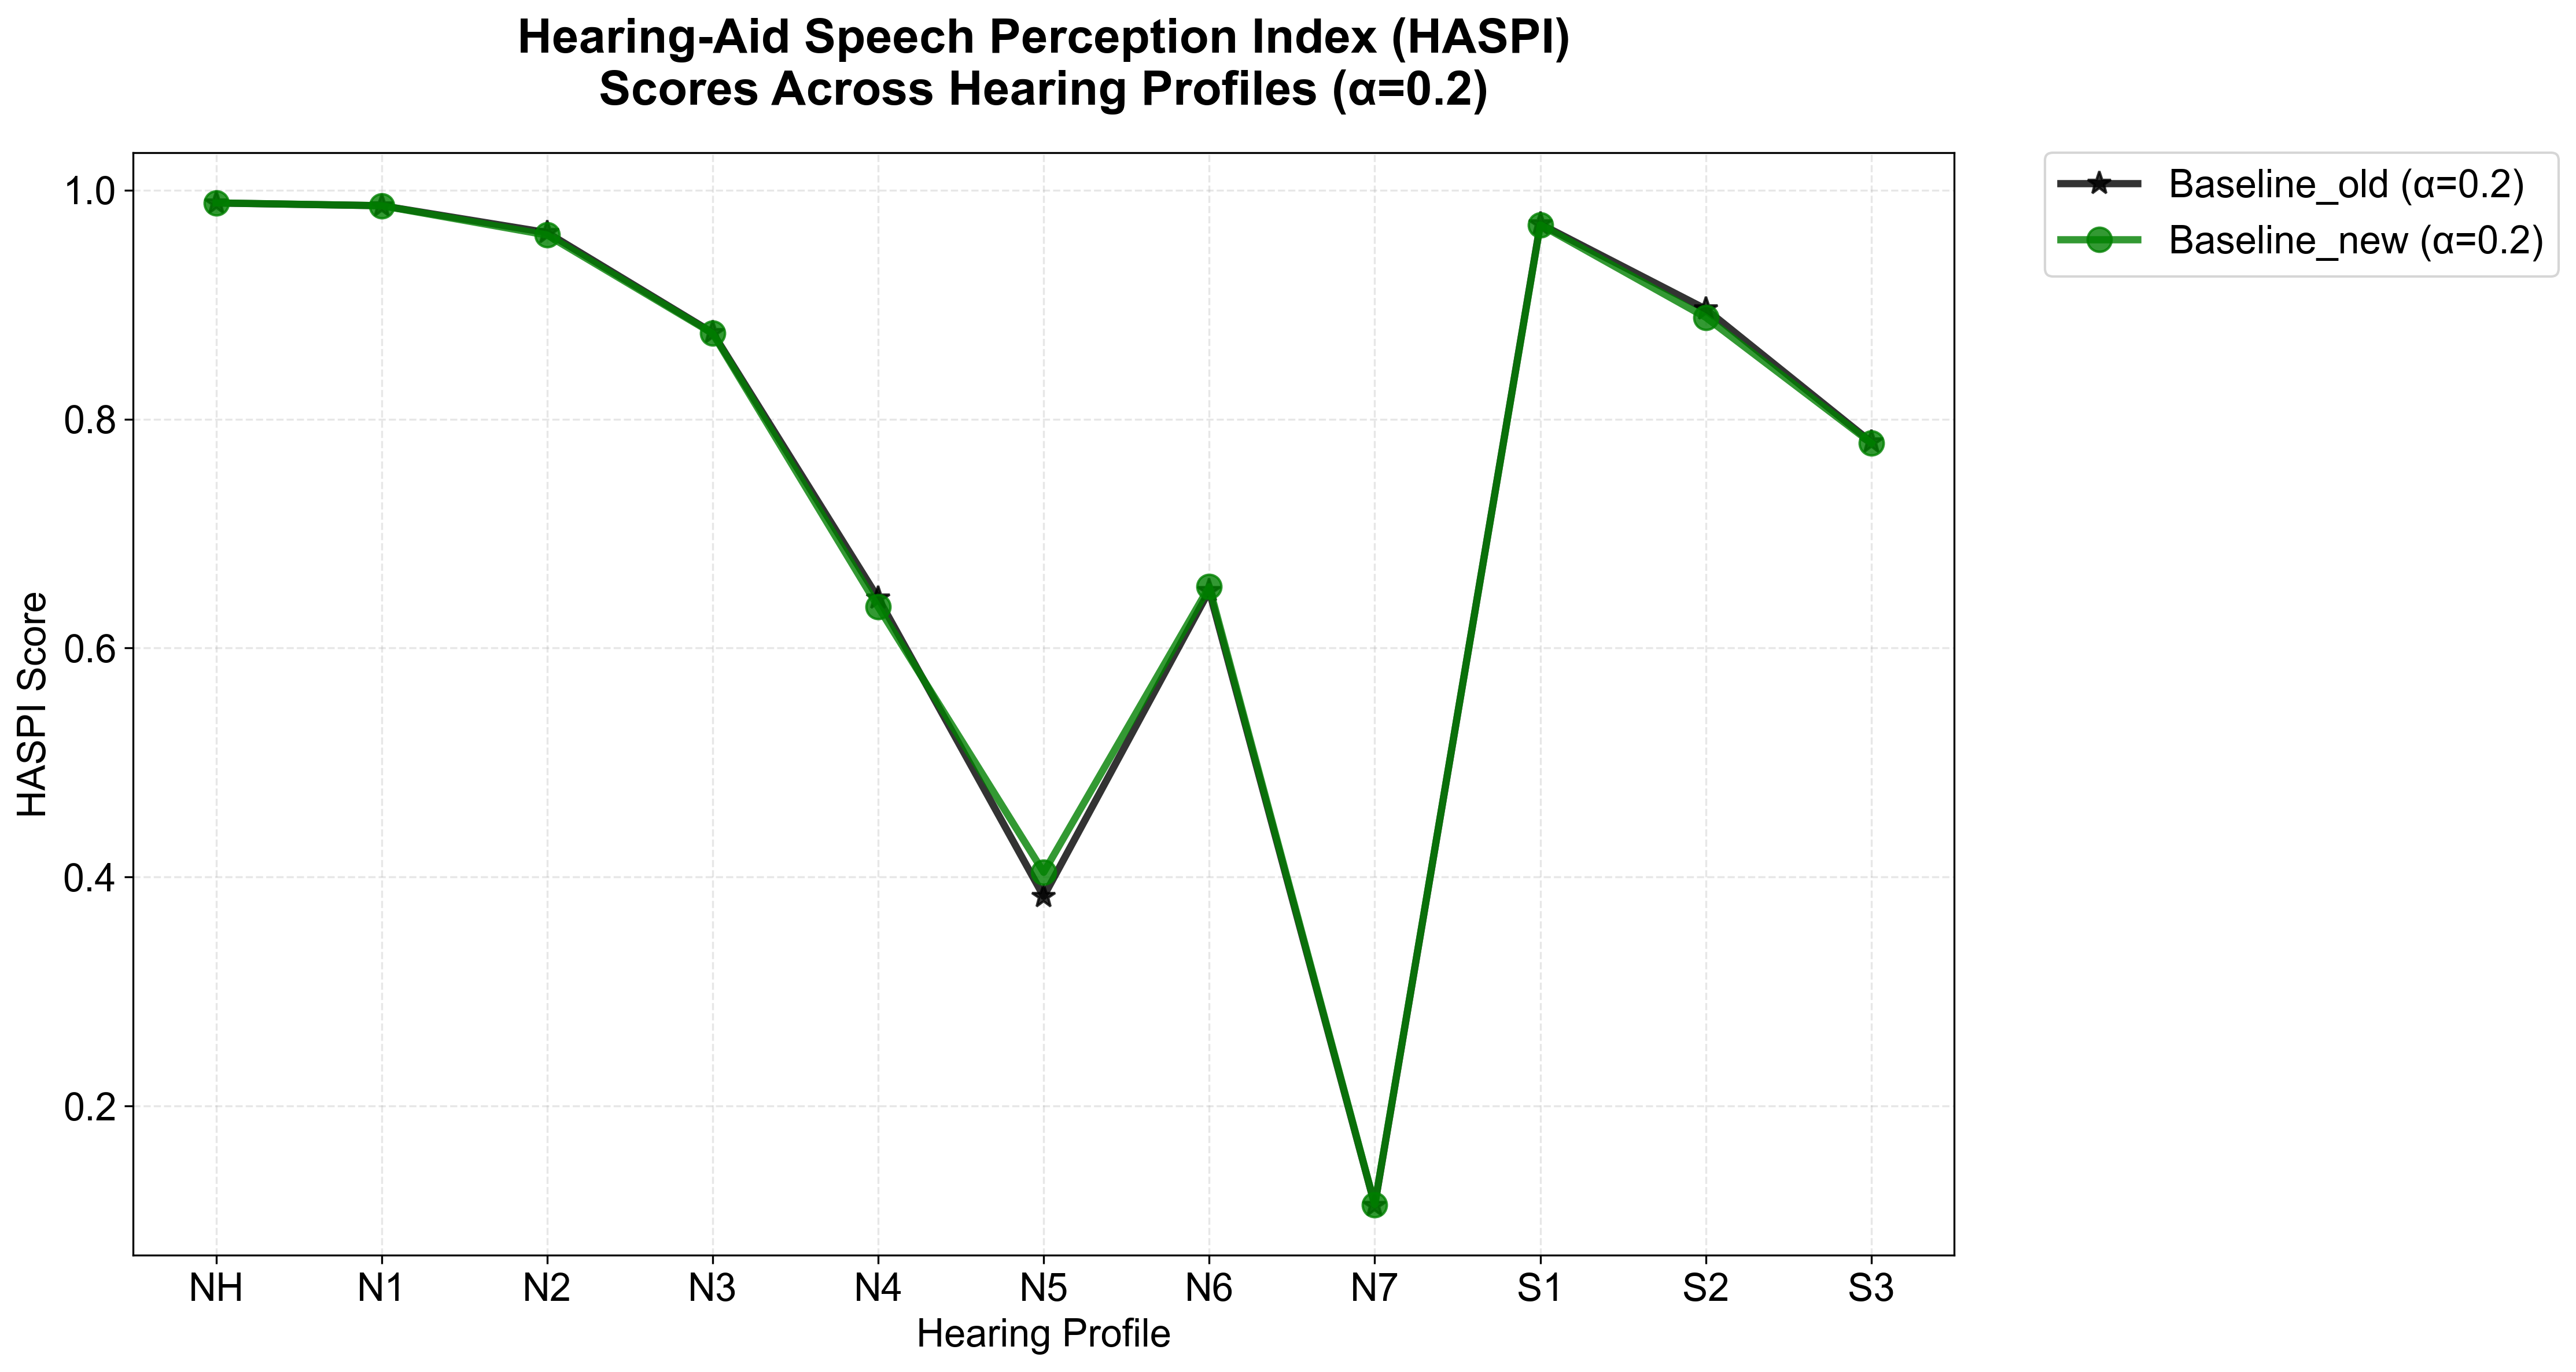 Hearing-Aid Speech Perception Index (HASPI)
Scores Across Hearing Profiles (α=0.2)
Baseline_old (α=0.2)
Baseline_new (α=0.2)
HASPI Score
1.0
0.8
0.6
0.4
0.2
NH N1 N2 N3 N4 N5 N6 N7 S1 S2 S3
Hearing Profile